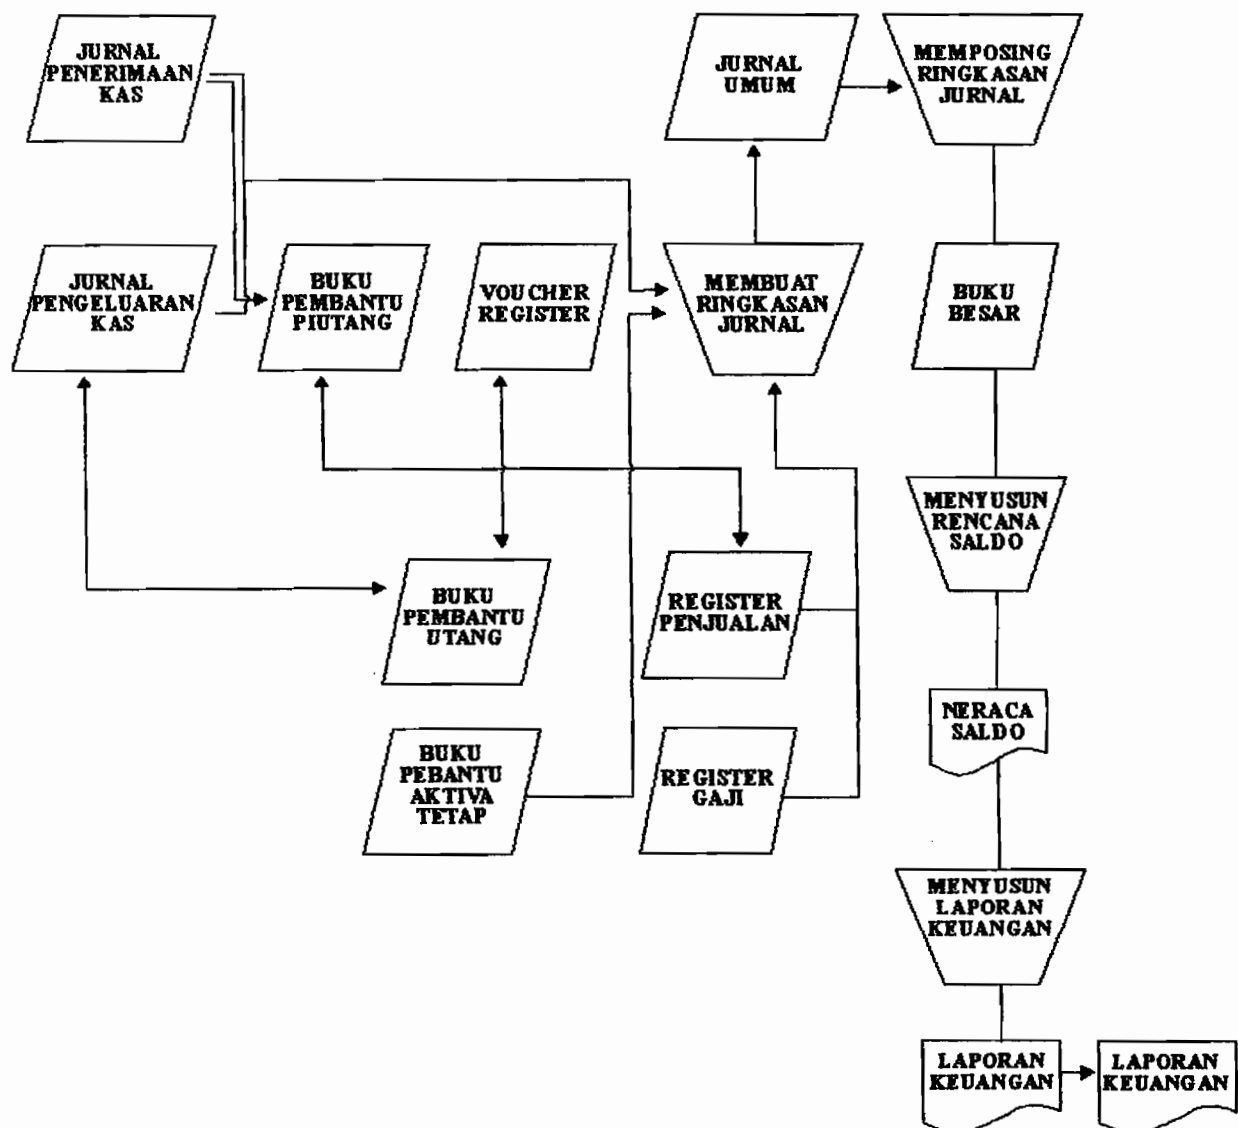 JURNAL
PENERIMAAN
KAS
JURNAL
UMUM
MEMPOSING
RINGKASAN
JURNAL
JURNAL
PENGELUARAN
KAS
BUKU
PEMBANTU
PIUTANG
VOUCHER
REGISTER
MEMBUAT
RINGKASAN
JURNAL
BUKU
BESAR
MENYUSUN
RENCANA
SALDO
BUKU
PEMBANTU
UTANG
REGISTER
PENJUALAN
NERACA
SALDO
BUKU
PEBANTU
AKTIVA
TETAP
REGISTER
GAJI
MENYUSUN
LAPORAN
KEUANGAN
LAPORAN
KEUANGAN
LAPORAN
KEUANGAN